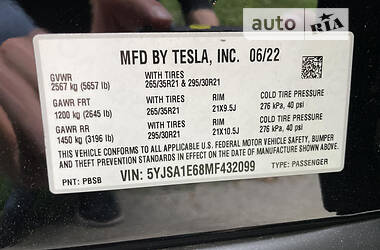 auto RIA
MFD BY TESLA, INC. 06/22
GVWR
2567 kg (5657 lb)
WITH TIRES
265/35R21 & 295/30R21
GAWR FRT
1200 kg (2645 lb)
WITH TIRES
265/35R21
RIM
21X9.5J
COLD TIRE PRESSURE
276 kPa, 40 psi
GAWR RR
1450 kg (3196 lb)
WITH TIRES
295/30R21
RIM
21X10.5J
COLD TIRE PRESSURE
276 kPa, 40 psi
THIS VEHICLE CONFORMS TO ALL APPLICABLE U.S. FEDERAL MOTOR VEHICLE SAFETY, BUMPER
AND THEFT PREVENTION STANDARDS IN EFFECT ON THE DATE OF MANUFACTURE SHOWN ABOVE.
PNT: PBSB
VIN: 5YJSA1E68MF432099
TYPE: PASSENGER